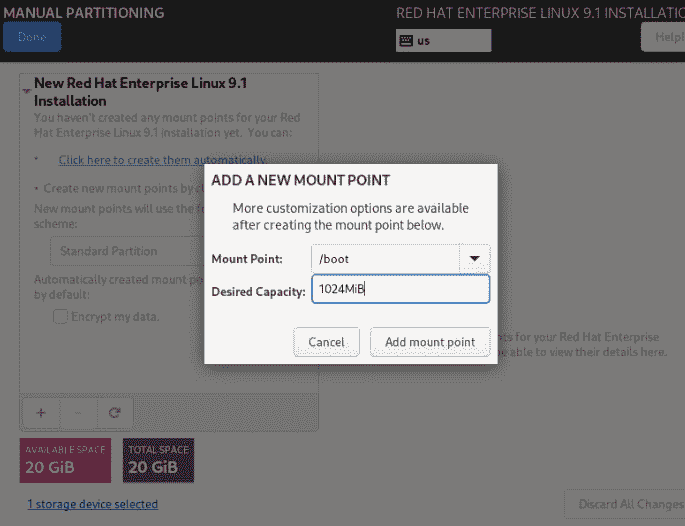 MANUAL PARTITIONING
RED HAT ENTERPRISE LINUX 9.1 INSTALLATIO
Done
us
Help!
New Red Hat Enterprise Linux 9.1
Installation
You haven't created any mount points for your Red
Hat Enterprise Linux 9.1 installation yet. You can:
• Click here to create them automatically.
• Create new mount points by cl
New mount points will use the f
scheme:
Standard Partition
Automatically created mount po
by default:
Encrypt my data.
ADD A NEW MOUNT POINT
More customization options are available
after creating the mount point below.
Mount Point:
/boot
Desired Capacity:
1024MiB
Cancel
Add mount point
ts for your Red Hat Enterprise
be able to view their details here.
+
-
AVAILABLE SPACE
20 GiB
TOTAL SPACE
20 GiB
1 storage device selected
Discard All Changes